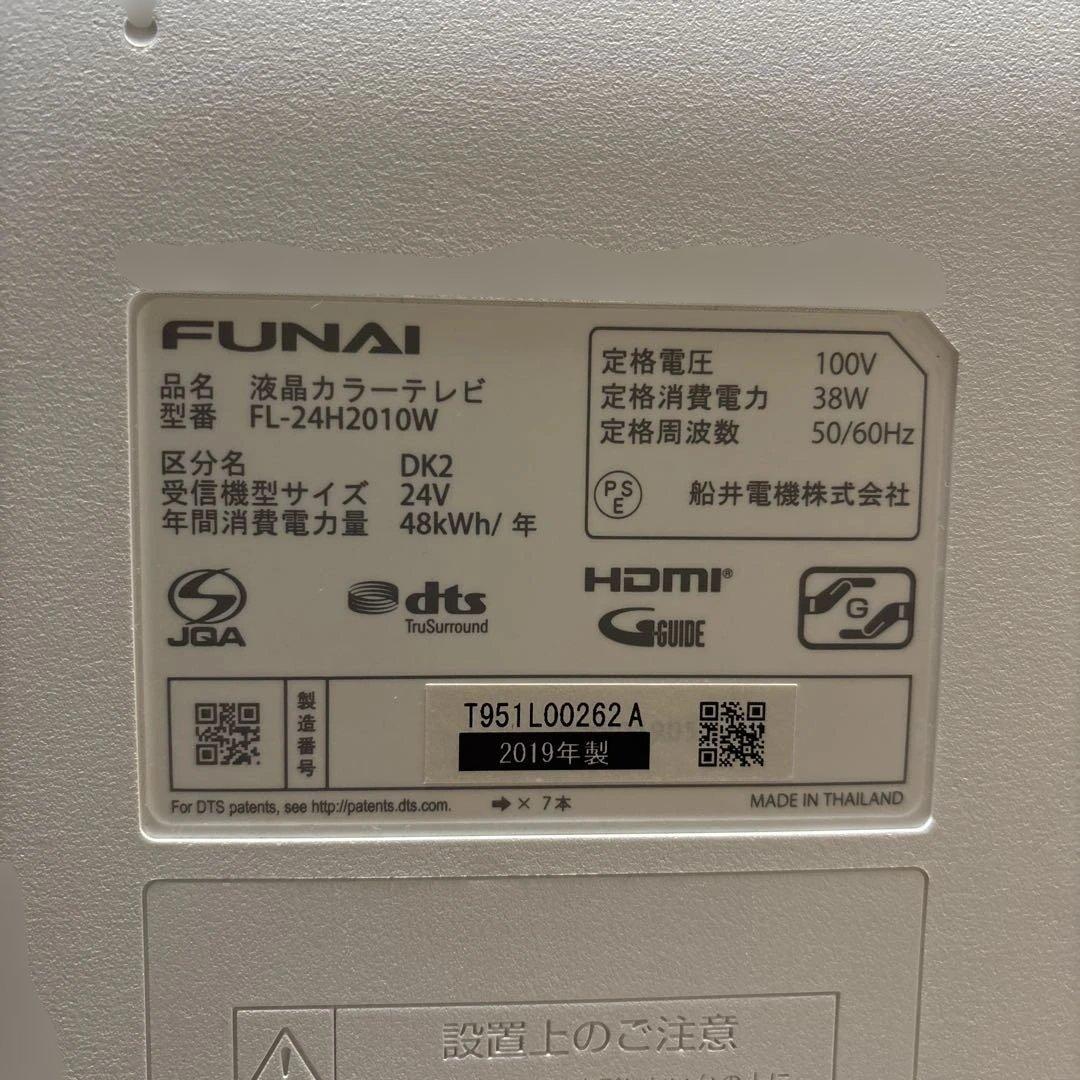 FUNAI
品名 液晶カラーテレビ
型番 FL-24H2010W
区分名 DK2
受信機型サイズ 24V
年間消費電力量 48kWh/ 年
定格電圧 100V
定格消費電力 38W
定格周波数 50/60Hz
PSE 船井電機株式会社
JQA
dts
TruSurround
HDMI®
G-GUIDE
G
製造番号
T951L00262A
2019年製
For DTS patents, see http://patents.dts.com.
➔× 7本
MADE IN THAILAND
設置上のご注意